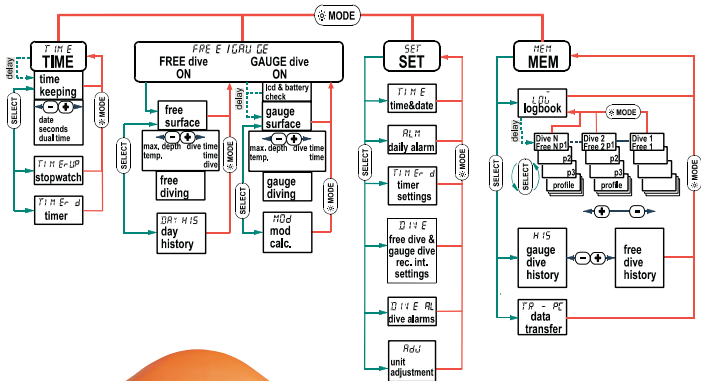 MODE
TIME
TIME
delay
time
keeping
- +
date
seconds
dual time
SELECT
MODE
TIMErUP
stopwatch
TIMEr d
timer
FREEIGAUGE
FREE dive
ON
GAUGE dive
ON
delay
lcd & battery
check
free
surface
gauge
surface
- +
max. depth dive time
temp. time
dive
- +
max. depth dive time
temp. time
free
diving
gauge
diving
SELECT
MODE
SELECT
MODE
DAY HIS
day
history
MOd
mod
calc.
SET
SET
TIME
time&date
ALM
daily alarm
TIMEr d
timer
settings
SELECT
MODE
DIVE
free dive &
gauge dive
rec. int.
settings
DIVE AL
dive alarms
AdJ
unit
adjustment
MEM
MEM
LOG
logbook
MODE
delay
Dive N
Free N p1
Dive 2
Free 2 p1
Dive 1
Free 1
p2
p2
p3
p3
profile
profile
SELECT
SELECT
+ -
HIS
gauge
dive
history
- +
free
dive
history
TR - PC
data
transfer
MODE